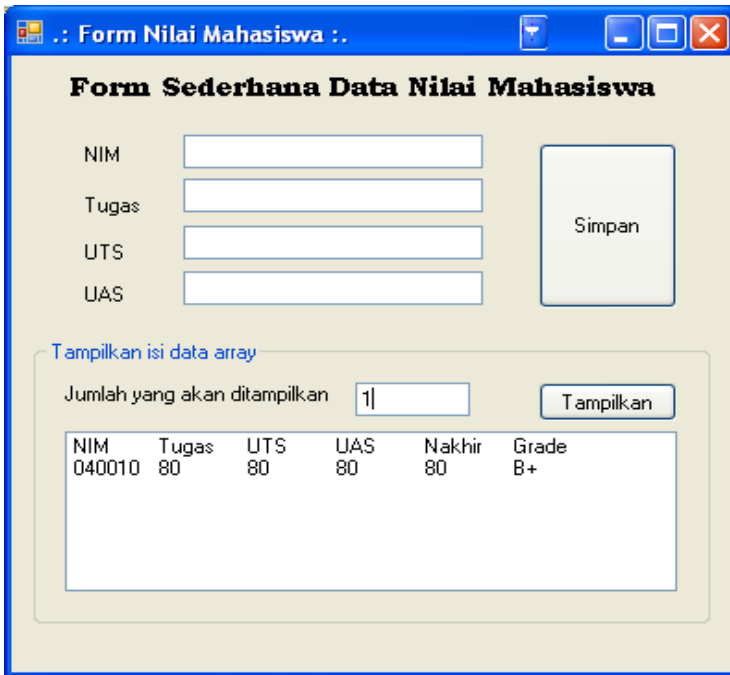 .: Form Nilai Mahasiswa :.
Form Sederhana Data Nilai Mahasiswa
NIM
Tugas
UTS
UAS
Simpan
Tampilkan isi data array
Jumlah yang akan ditampilkan 1 Tampilkan
NIM Tugas UTS UAS Nakhir Grade
040010 80 80 80 80 B+